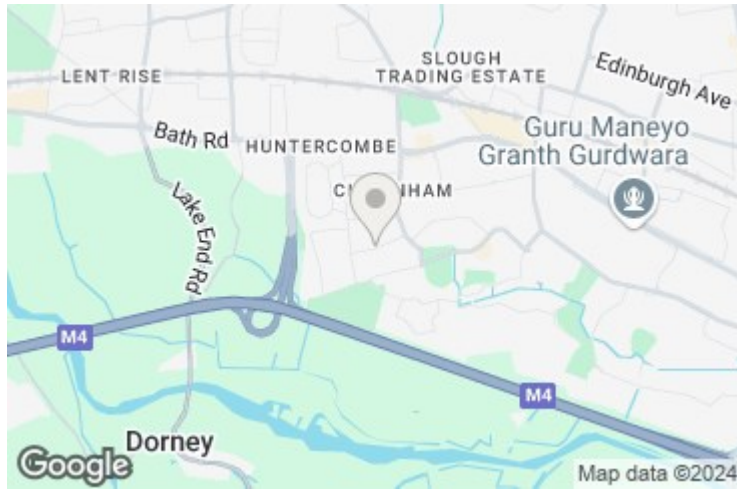 SLOUGH
TRADING ESTATE
Edinburgh Ave
LENT RISE
Bath Rd
HUNTERCOMBE
Guru Maneyo
Granth Gurdwara
Lake End Rd
M4
M4
Dorney
Google
Map data ©2024